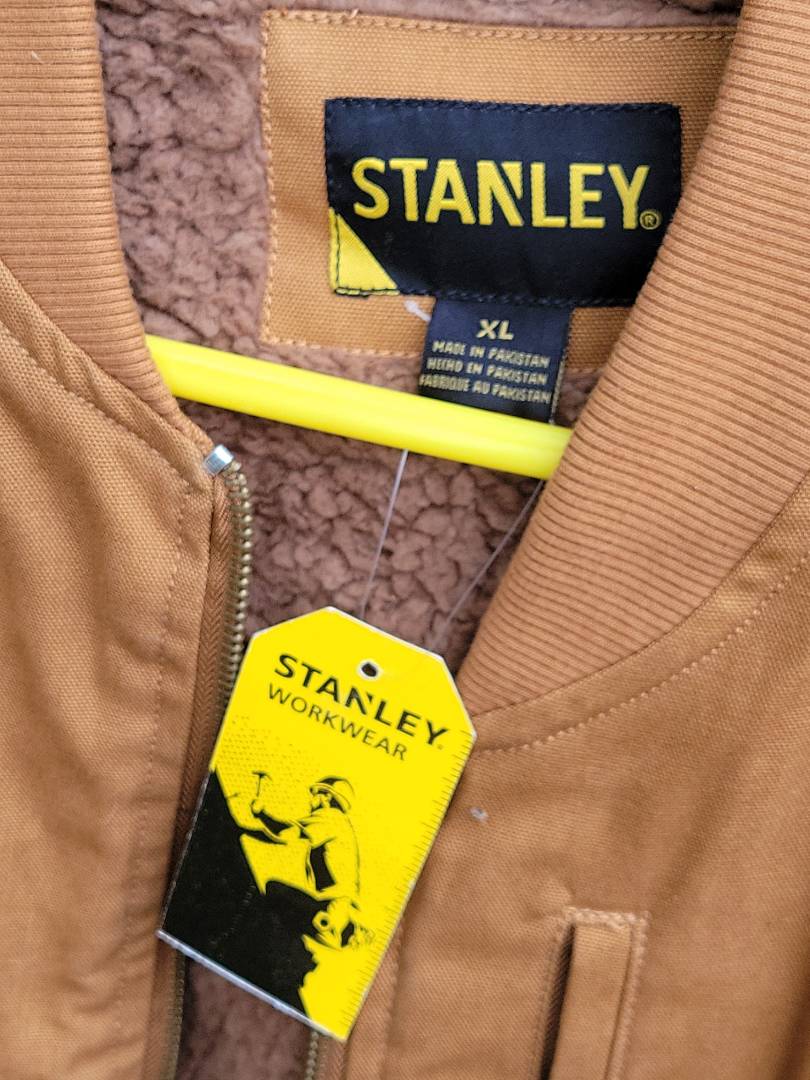 STANLEY®
XL
MADE IN PAKISTAN
HECHO EN PAKISTAN
FABRIQUE AU PAKISTAN
STANLEY
WORKWEAR